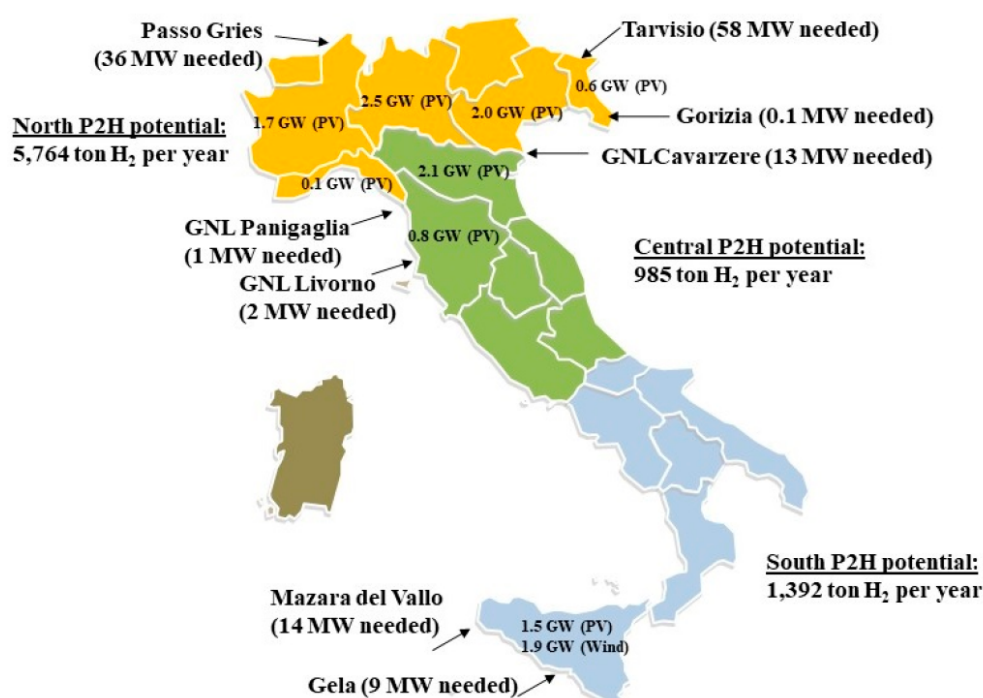 Passo Gries
(36 MW needed)
Tarvisio (58 MW needed)
0.6 GW (PV)
2.5 GW (PV)
2.0 GW (PV)
1.7 GW (PV)
Gorizia (0.1 MW needed)
North P2H potential:
5,764 ton H₂ per year
GNLCavarzere (13 MW needed)
2.1 GW (PV)
0.1 GW (PV)
GNL Panigaglia
(1 MW needed)
0.8 GW (PV)
GNL Livorno
(2 MW needed)
Central P2H potential:
985 ton H₂ per year
South P2H potential:
1,392 ton H₂ per year
Mazara del Vallo
(14 MW needed)
1.5 GW (PV)
1.9 GW (Wind)
Gela (9 MW needed)